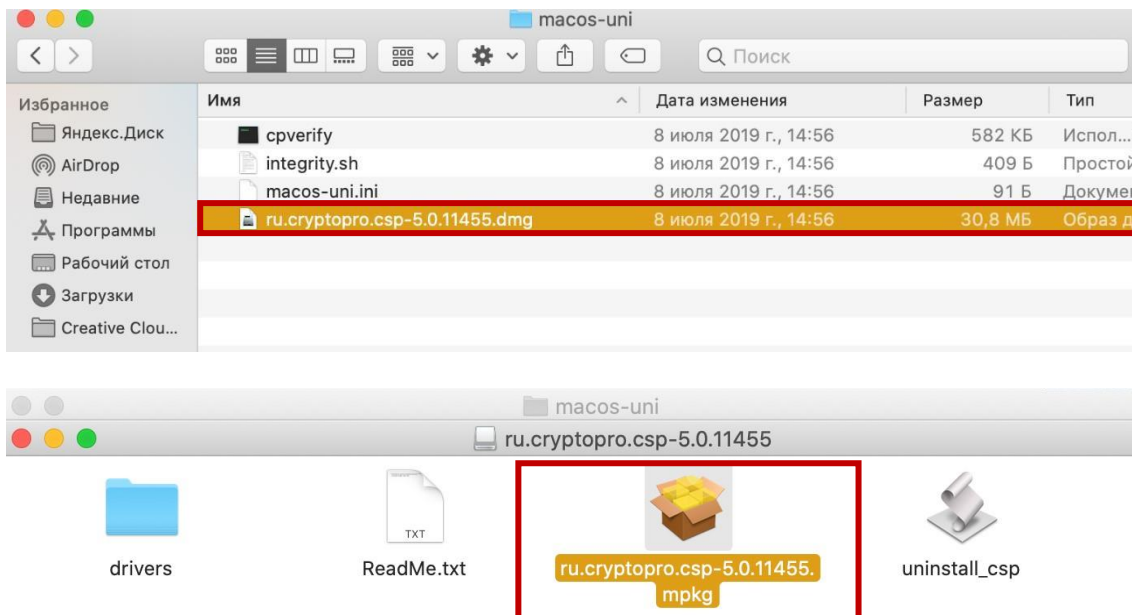 macos-uni
Поиск
Избранное
Яндекс.Диск
AirDrop
Недавние
Программы
Рабочий стол
Загрузки
Creative Clou...
Имя Дата изменения Размер Тип
cpverify 8 июля 2019 г., 14:56 582 КБ Испол...
integrity.sh 8 июля 2019 г., 14:56 409 Б Простой
macos-uni.ini 8 июля 2019 г., 14:56 91 Б Докумен
ru.cryptopro.csp-5.0.11455.dmg 8 июля 2019 г., 14:56 30,8 МБ Образ д
macos-uni
ru.cryptopro.csp-5.0.11455
drivers
TXT
ReadMe.txt
ru.cryptopro.csp-5.0.11455.
mpkg
uninstall_csp